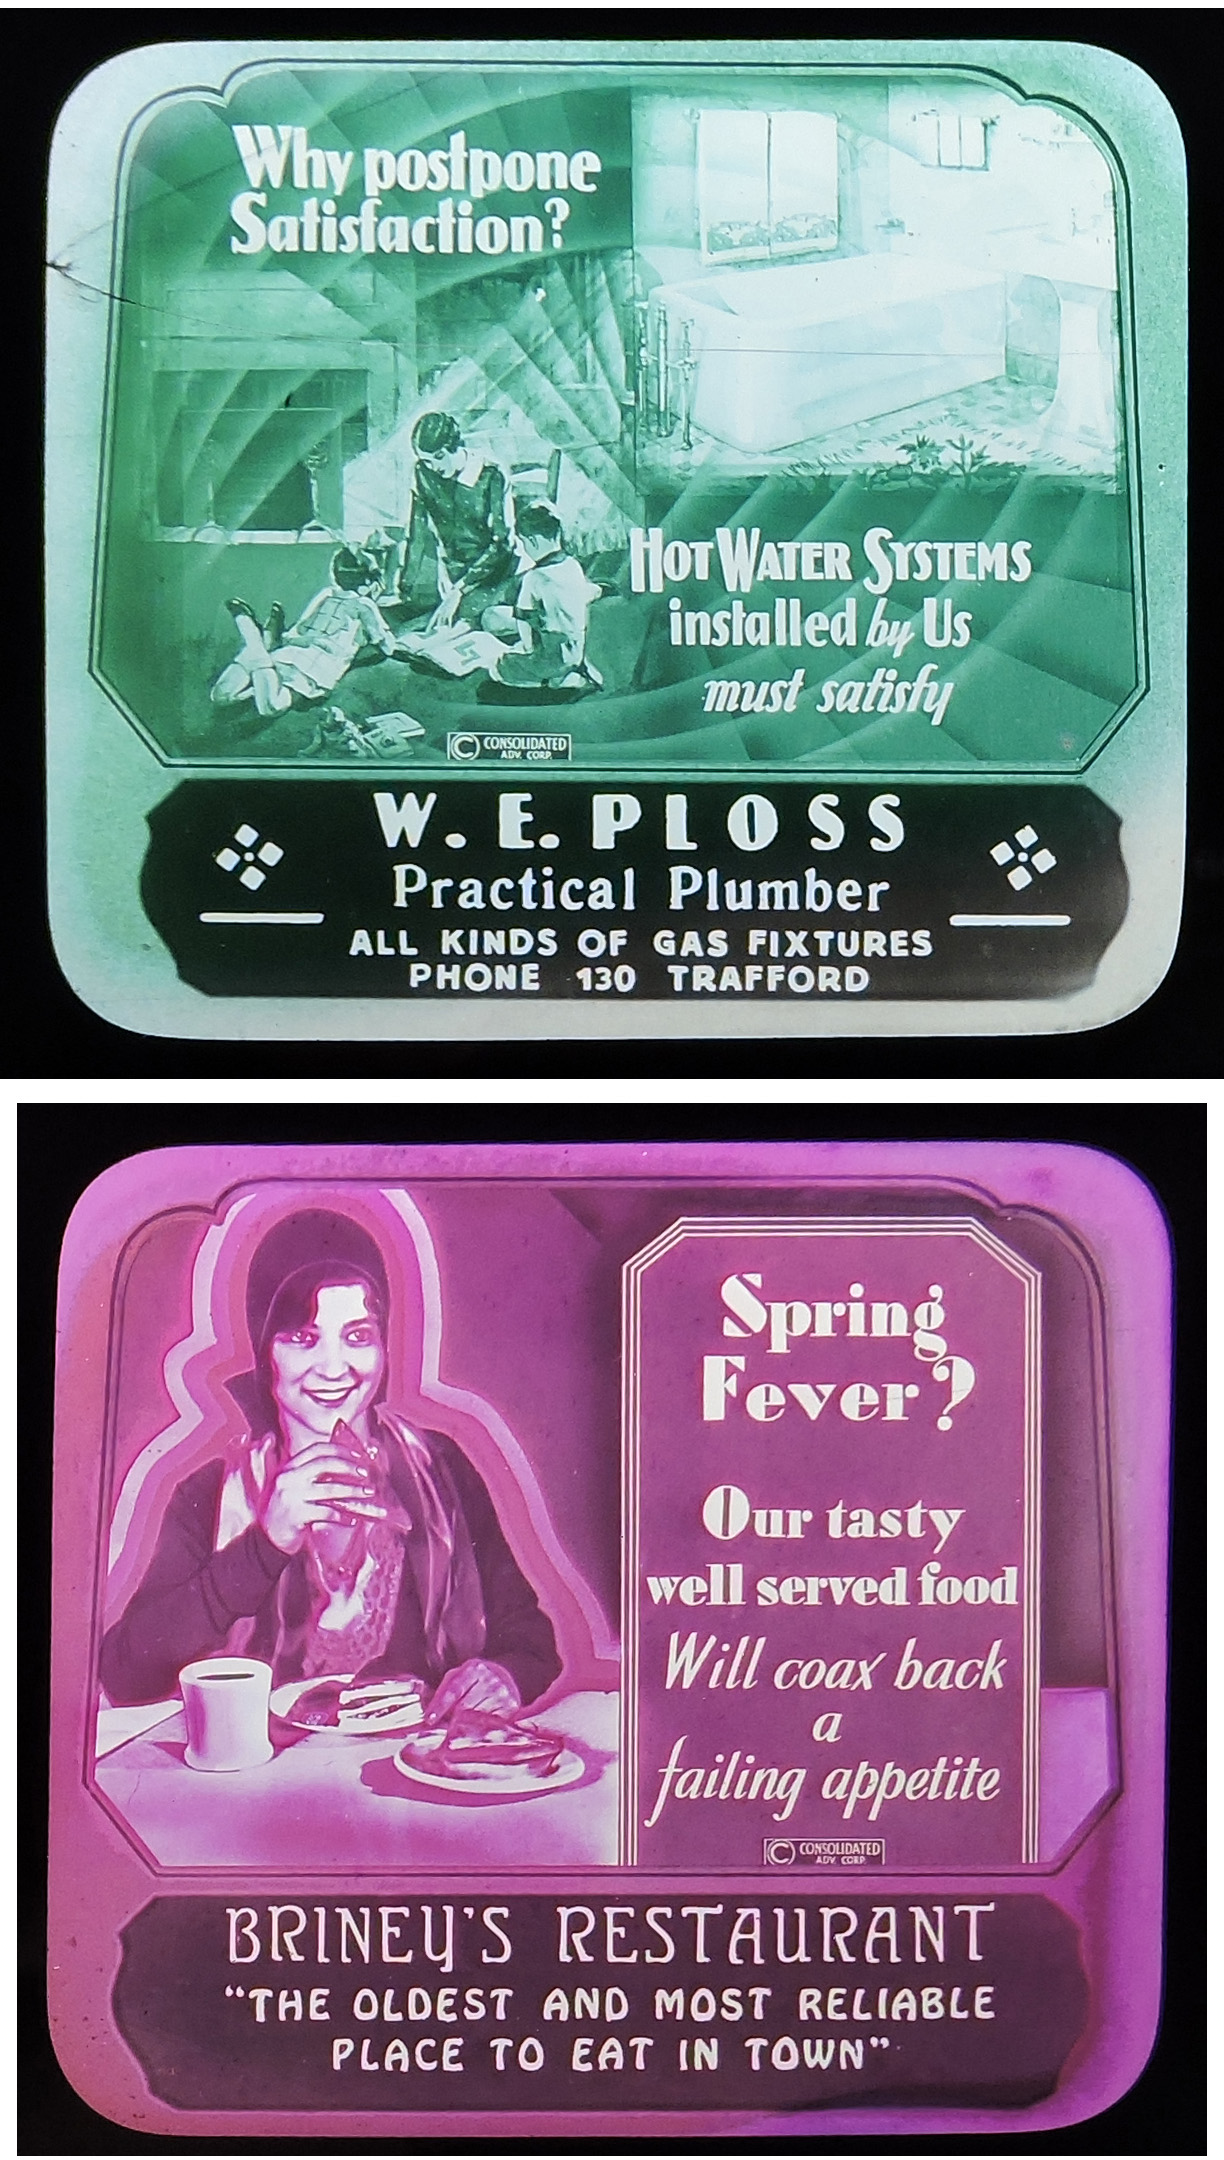 Why postpone
Satisfaction?
HOT WATER SYSTEMS
installed by Us
must satisfy
© CONSOLIDATED
ADV. CORP.
W. E. PLOSS
Practical Plumber
ALL KINDS OF GAS FIXTURES
PHONE 130 TRAFFORD
Spring
Fever?
Our tasty
well served food
Will coax back
a
failing appetite
© CONSOLIDATED
ADV. CORP.
BRINEY'S RESTAURANT
"THE OLDEST AND MOST RELIABLE
PLACE TO EAT IN TOWN"